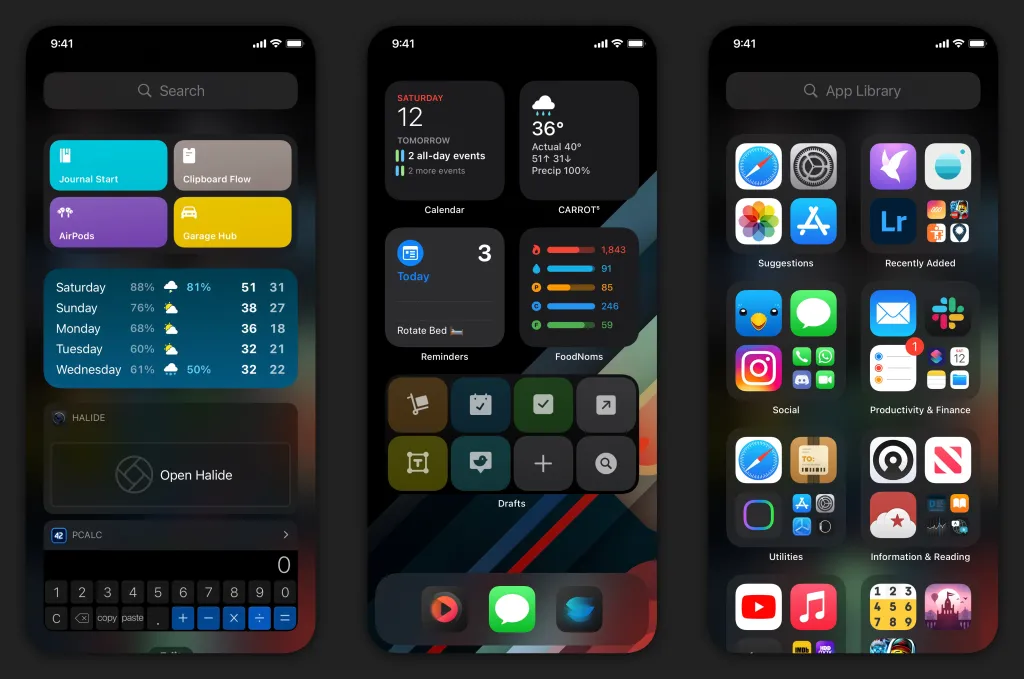 9:41
Search
Journal Start
Clipboard Flow
AirPods
Garage Hub
Saturday 88% 81% 51 31
Sunday 76% 38 27
Monday 68% 36 18
Tuesday 60% 32 21
Wednesday 61% 50% 32 22
HALIDE
Open Halide
42 PCALC
0
1 2 3 4 5 6 7 8 9 0
C copy paste . + − × ÷ =
9:41
SATURDAY
12
TOMORROW
2 all-day events
2 more events
Calendar
36°
Actual 40°
51↑ 31↓
Precip 100%
CARROT⁵
3
Today
Rotate Bed
Reminders
1,843
91
P 85
C 246
F 59
FoodNoms
T
Drafts
9:41
App Library
Suggestions
Lr
Recently Added
Social
1
12
Productivity & Finance
TO:
Utilities
Information & Reading
1 2 3
4 5 6
7 8 9
IMDb
HBO